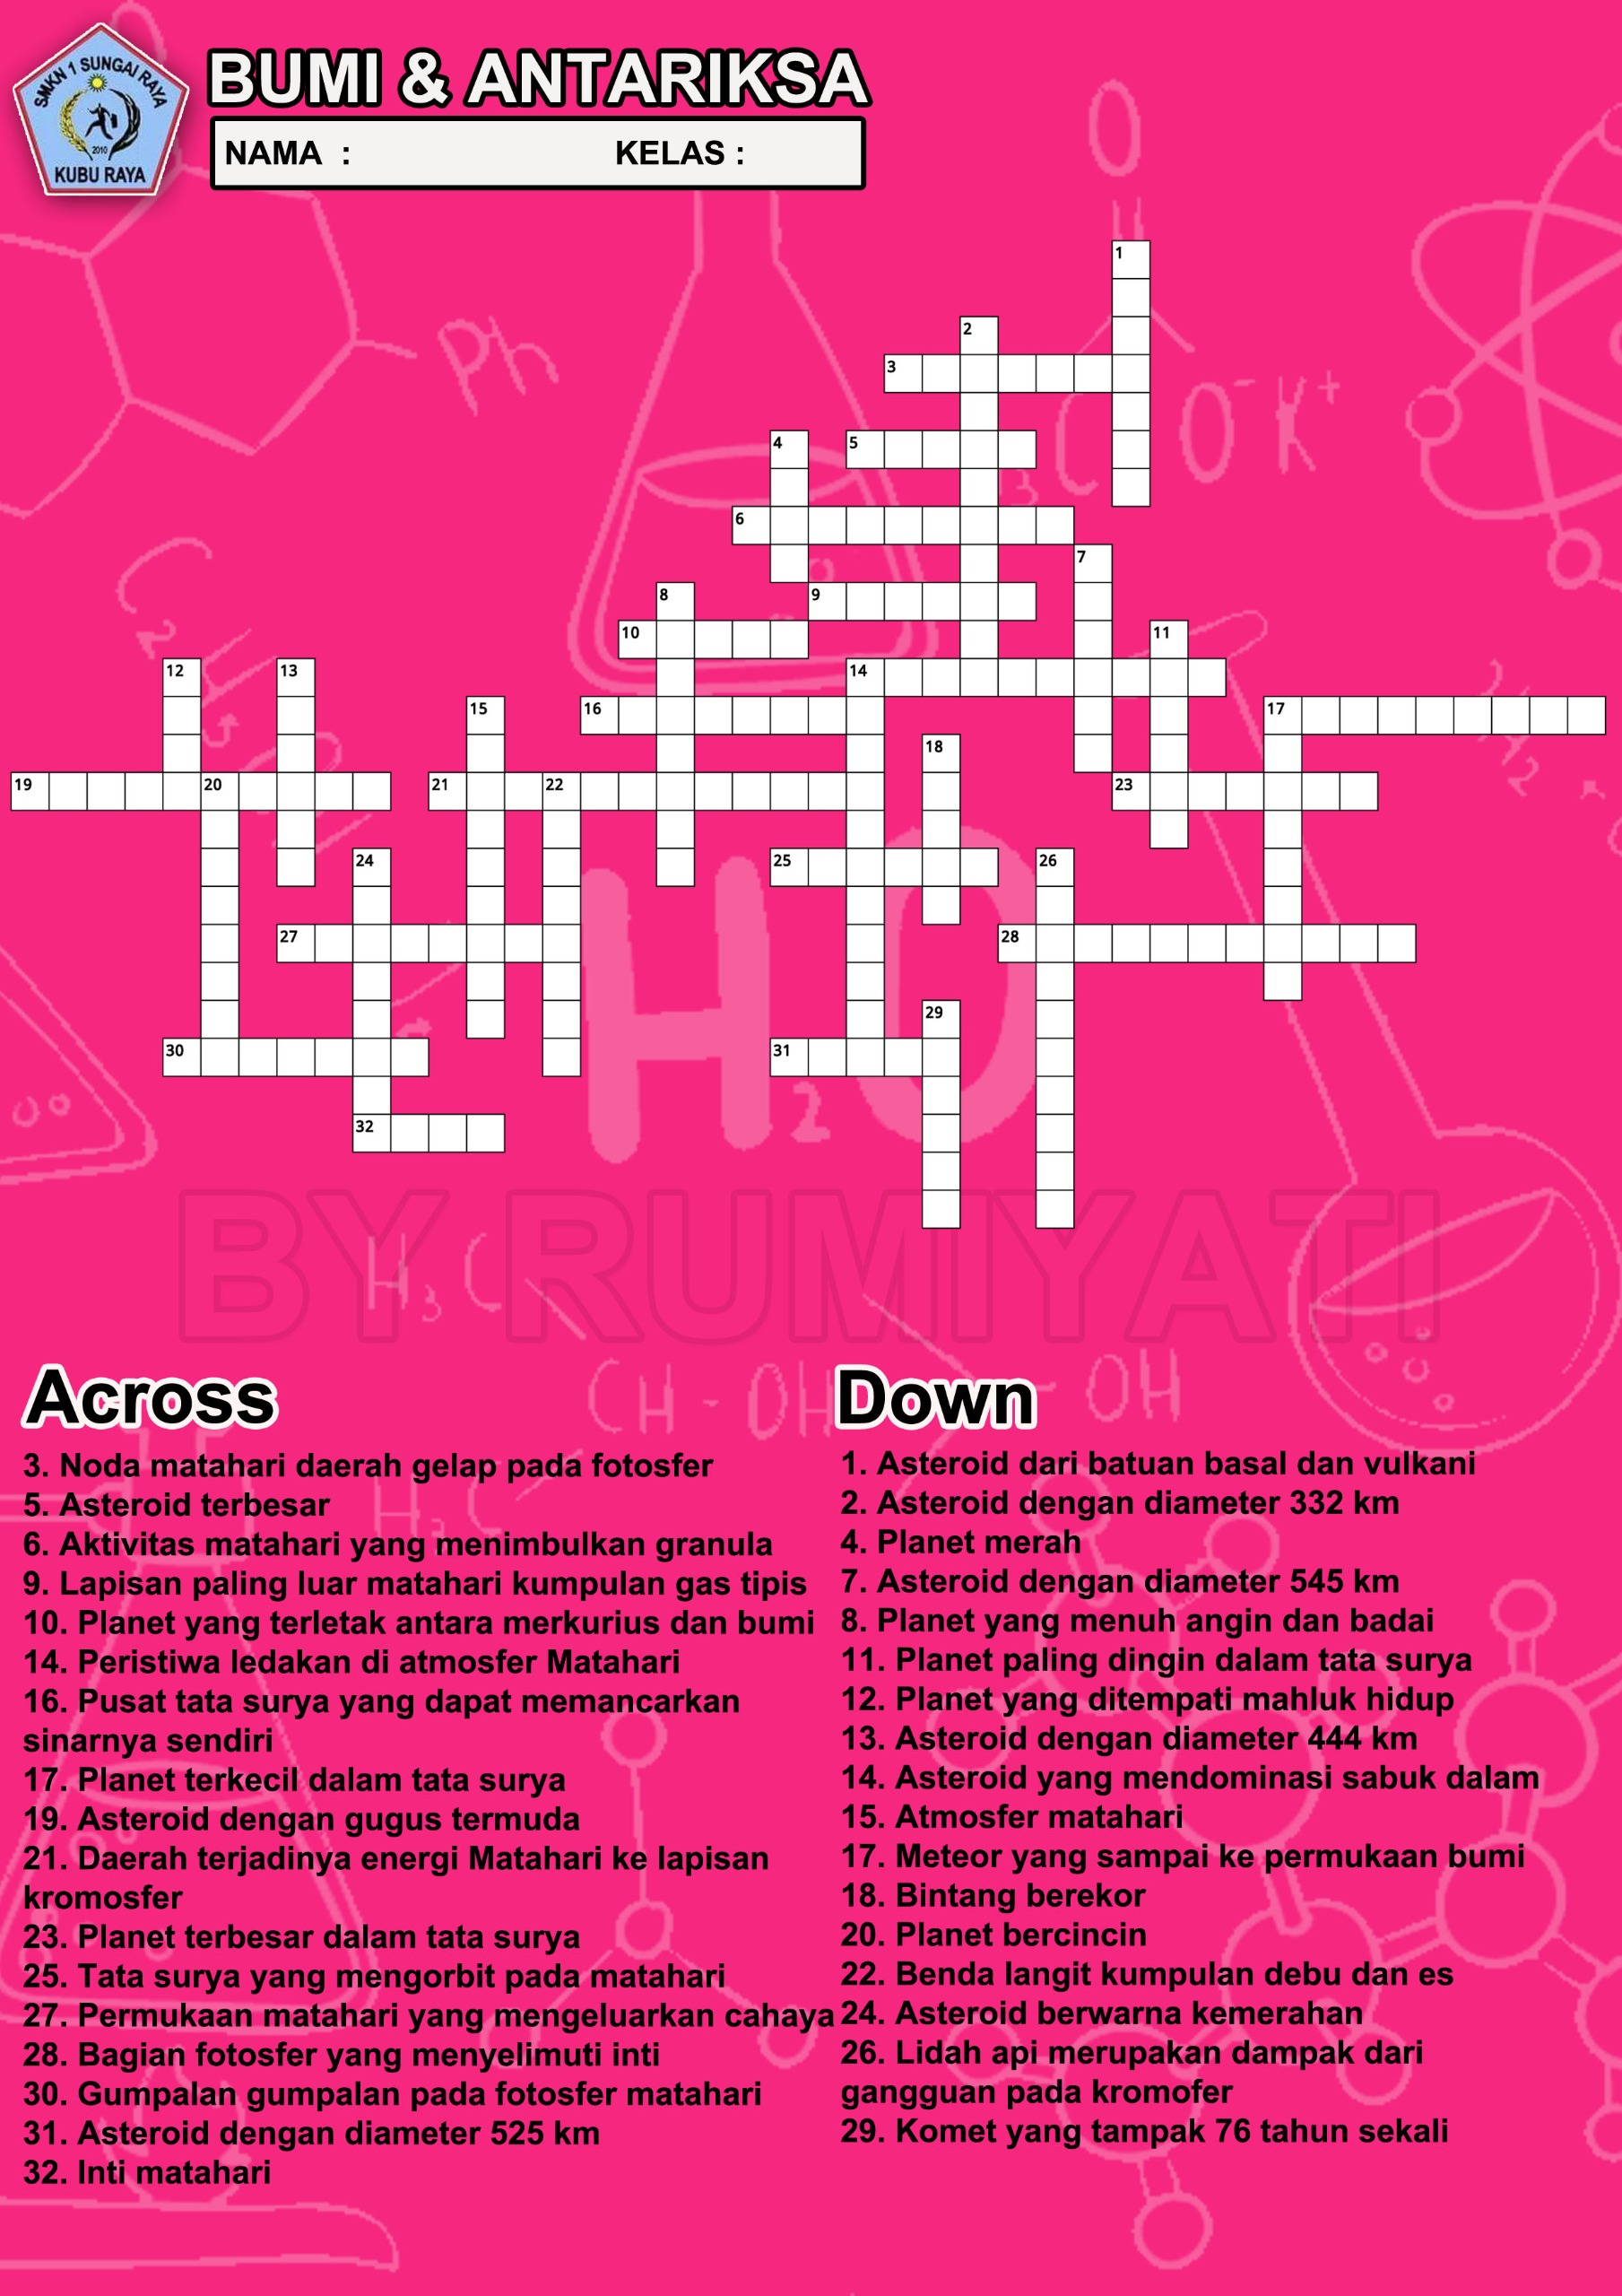 SMKN 1 SUNGAI RAYA
2010
KUBU RAYA
BUMI & ANTARIKSA
NAMA :
KELAS :
O
1
2
3
Ph
C O⁻ K⁺
4
5
3
6
7
8
9
10
11
12
13
14
15
16
17
18
19
20
21
22
23
24
25
26
27
28
29
30
31
32
H₂O
BY RUMIYATI
H₃C
CH - OH
- OH
H₃C
Across
3. Noda matahari daerah gelap pada fotosfer
5. Asteroid terbesar
6. Aktivitas matahari yang menimbulkan granula
9. Lapisan paling luar matahari kumpulan gas tipis
10. Planet yang terletak antara merkurius dan bumi
14. Peristiwa ledakan di atmosfer Matahari
16. Pusat tata surya yang dapat memancarkan
sinarnya sendiri
17. Planet terkecil dalam tata surya
19. Asteroid dengan gugus termuda
21. Daerah terjadinya energi Matahari ke lapisan
kromosfer
23. Planet terbesar dalam tata surya
25. Tata surya yang mengorbit pada matahari
27. Permukaan matahari yang mengeluarkan cahaya
28. Bagian fotosfer yang menyelimuti inti
30. Gumpalan gumpalan pada fotosfer matahari
31. Asteroid dengan diameter 525 km
32. Inti matahari
Down
1. Asteroid dari batuan basal dan vulkani
2. Asteroid dengan diameter 332 km
4. Planet merah
7. Asteroid dengan diameter 545 km
8. Planet yang menuh angin dan badai
11. Planet paling dingin dalam tata surya
12. Planet yang ditempati mahluk hidup
13. Asteroid dengan diameter 444 km
14. Asteroid yang mendominasi sabuk dalam
15. Atmosfer matahari
17. Meteor yang sampai ke permukaan bumi
18. Bintang berekor
20. Planet bercincin
22. Benda langit kumpulan debu dan es
24. Asteroid berwarna kemerahan
26. Lidah api merupakan dampak dari
gangguan pada kromofer
29. Komet yang tampak 76 tahun sekali